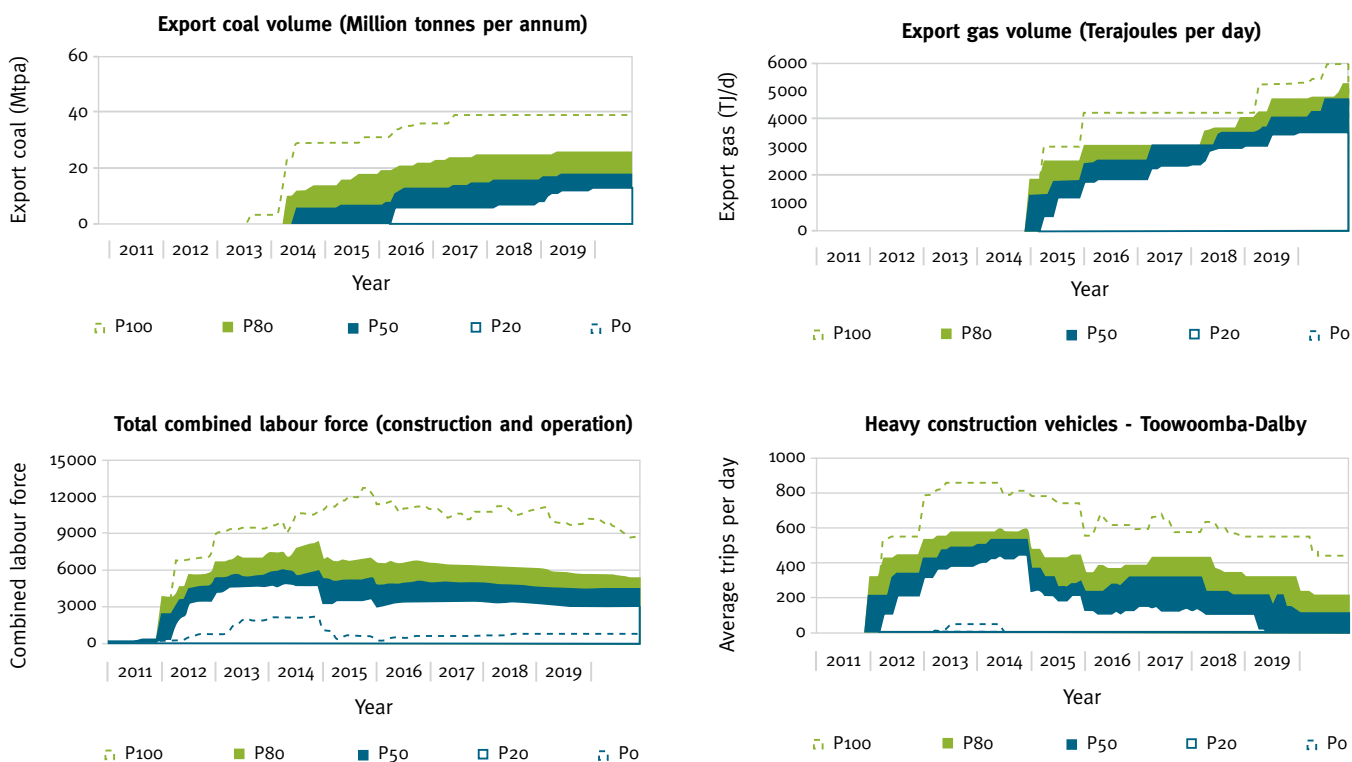 Export coal volume (Million tonnes per annum)
Export coal (Mtpa)
60
40
20
0
2011 2012 2013 2014 2015 2016 2017 2018 2019
Year
P100 P80 P50 P20 P0
Export gas volume (Terajoules per day)
Export gas (TJ/d)
6000
5000
4000
3000
2000
1000
0
2011 2012 2013 2014 2015 2016 2017 2018 2019
Year
P100 P80 P50 P20 P0
Total combined labour force (construction and operation)
Combined labour force
15000
12000
9000
6000
3000
0
2011 2012 2013 2014 2015 2016 2017 2018 2019
Year
P100 P80 P50 P20 P0
Heavy construction vehicles - Toowoomba-Dalby
Average trips per day
1000
800
600
400
200
0
2011 2012 2013 2014 2015 2016 2017 2018 2019
Year
P100 P80 P50 P20 P0